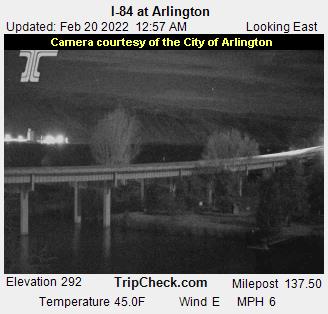 I-84 at Arlington
Updated: Feb 20 2022 12:57 AM Looking East
Camera courtesy of the City of Arlington
Elevation 292 TripCheck.com Milepost 137.50
Temperature 45.0F Wind E MPH 6